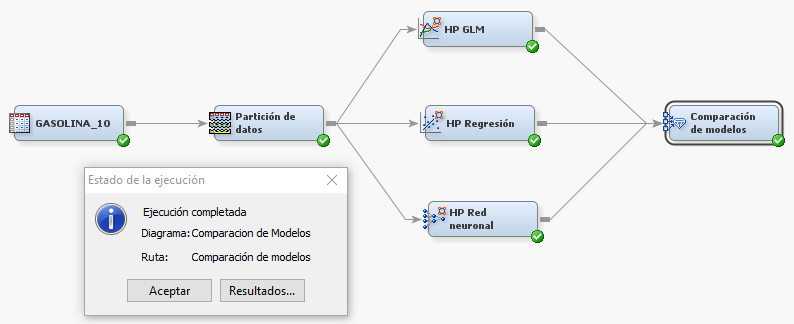 HP GLM
GASOLINA_10
Partición de
datos
HP Regresión
Comparación
de modelos
HP Red
neuronal
Estado de la ejecución
Ejecución completada
Diagrama: Comparacion de Modelos
Ruta: Comparación de modelos
Aceptar
Resultados...